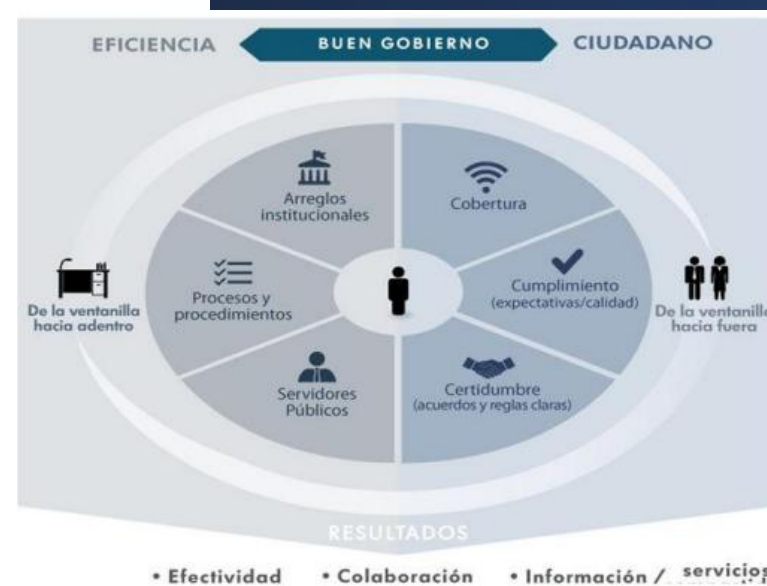 EFICIENCIA BUEN GOBIERNO CIUDADANO
Arreglos
institucionales
Cobertura
Procesos y
procedimientos
Cumplimiento
(expectativas/calidad)
De la ventanilla
hacia adentro
De la ventanilla
hacia fuera
Servidores
Públicos
Certidumbre
(acuerdos y reglas claras)
RESULTADOS
• Efectividad • Colaboración • Información / servicios